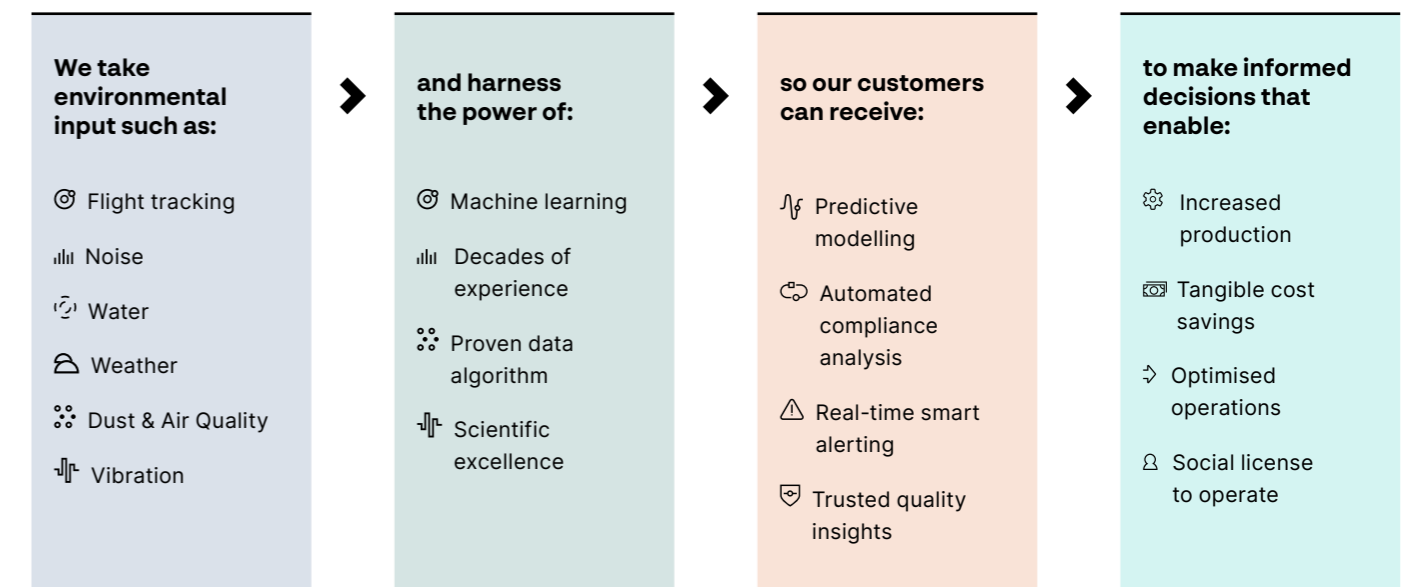 We take
environmental
input such as:
Flight tracking
Noise
Water
Weather
Dust & Air Quality
Vibration
and harness
the power of:
Machine learning
Decades of
experience
Proven data
algorithm
Scientific
excellence
so our customers
can receive:
Predictive
modelling
Automated
compliance
analysis
Real-time smart
alerting
Trusted quality
insights
to make informed
decisions that
enable:
Increased
production
Tangible cost
savings
Optimised
operations
Social license
to operate